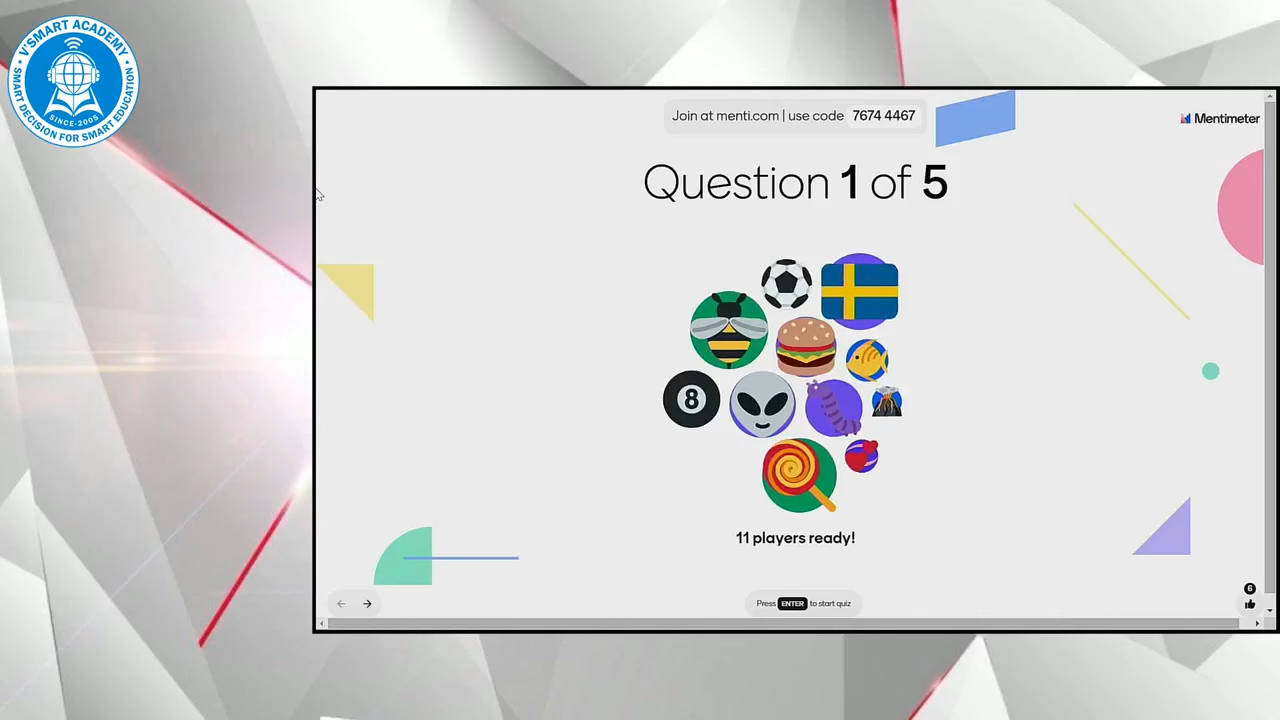 V'SMART ACADEMY
SMART DECISION FOR SMART EDUCATION
SINCE-2005
Join at menti.com | use code 7674 4467
Mentimeter
Question 1 of 5
8
11 players ready!
Press ENTER to start quiz
6